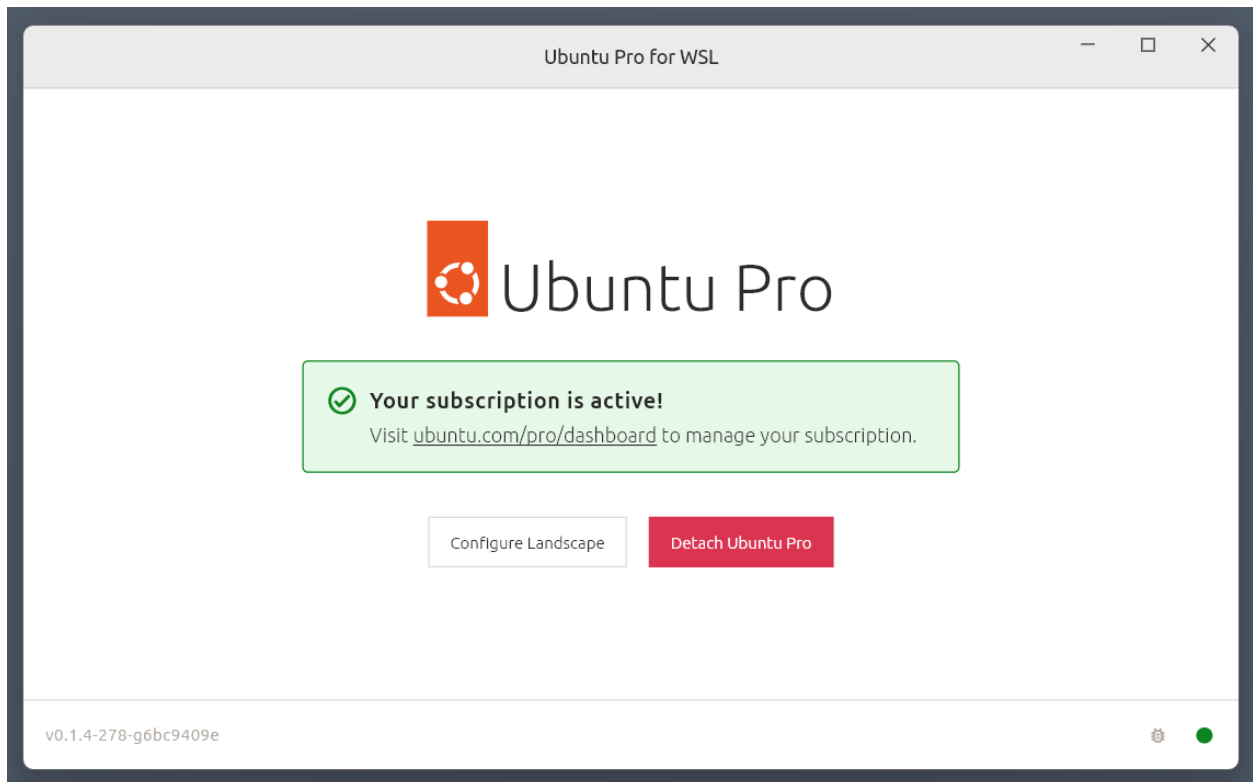 Ubuntu Pro for WSL
Ubuntu Pro
Your subscription is active!
Visit ubuntu.com/pro/dashboard to manage your subscription.
Configure Landscape
Detach Ubuntu Pro
v0.1.4-278-g6bc9409e